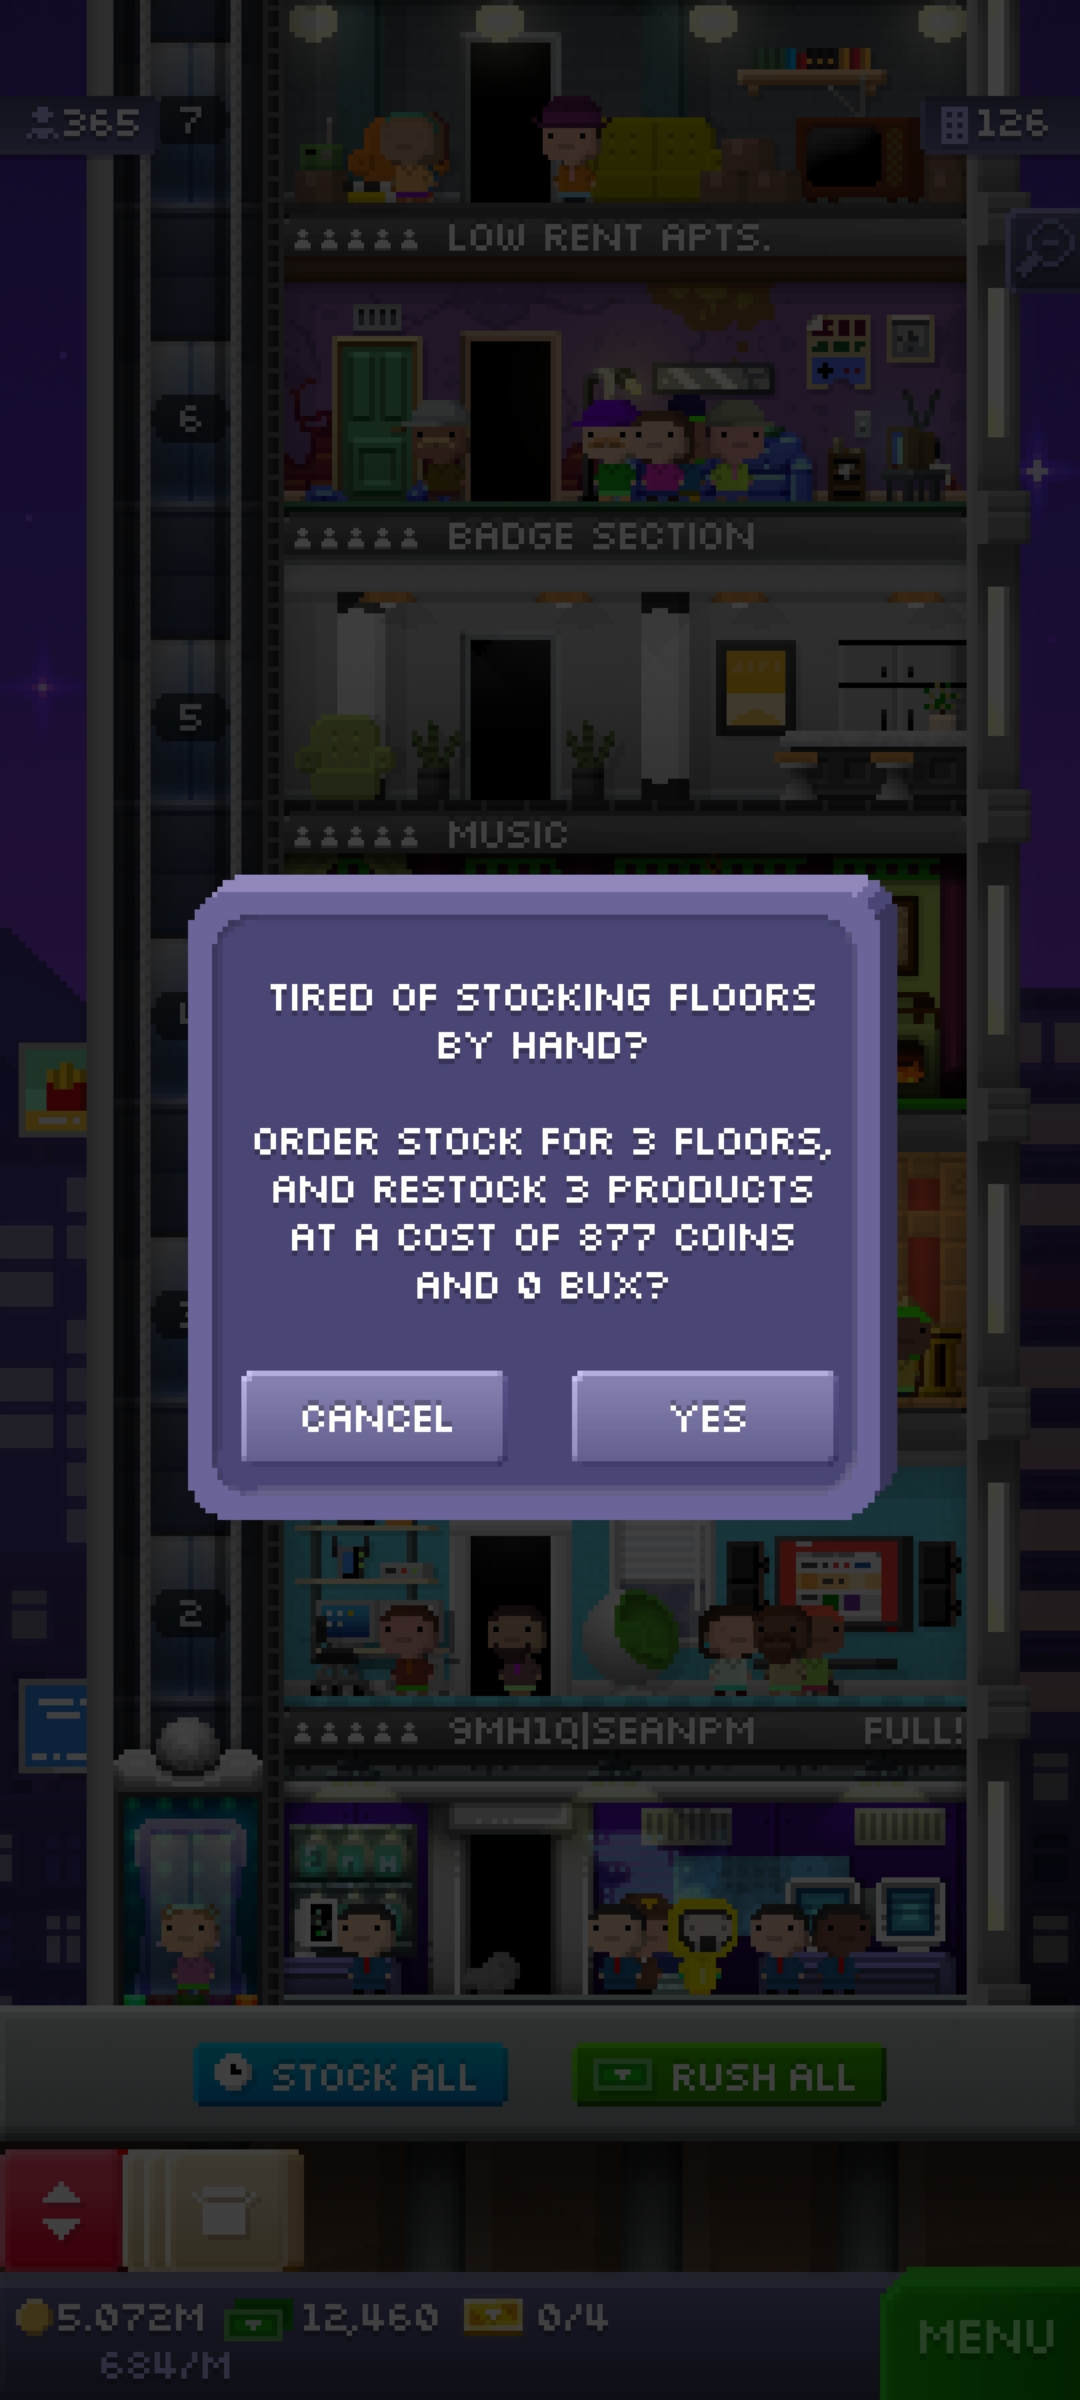 365
7
126
LOW RENT APTS.
6
BADGE SECTION
5
MUSIC
TIRED OF STOCKING FLOORS
BY HAND?
ORDER STOCK FOR 3 FLOORS,
AND RESTOCK 3 PRODUCTS
AT A COST OF 877 COINS
AND 0 BUX?
CANCEL
YES
2
9MH1Q|SEANPM
FULL!
STOCK ALL
RUSH ALL
5.072M
12,460
0/4
684/M
MENU